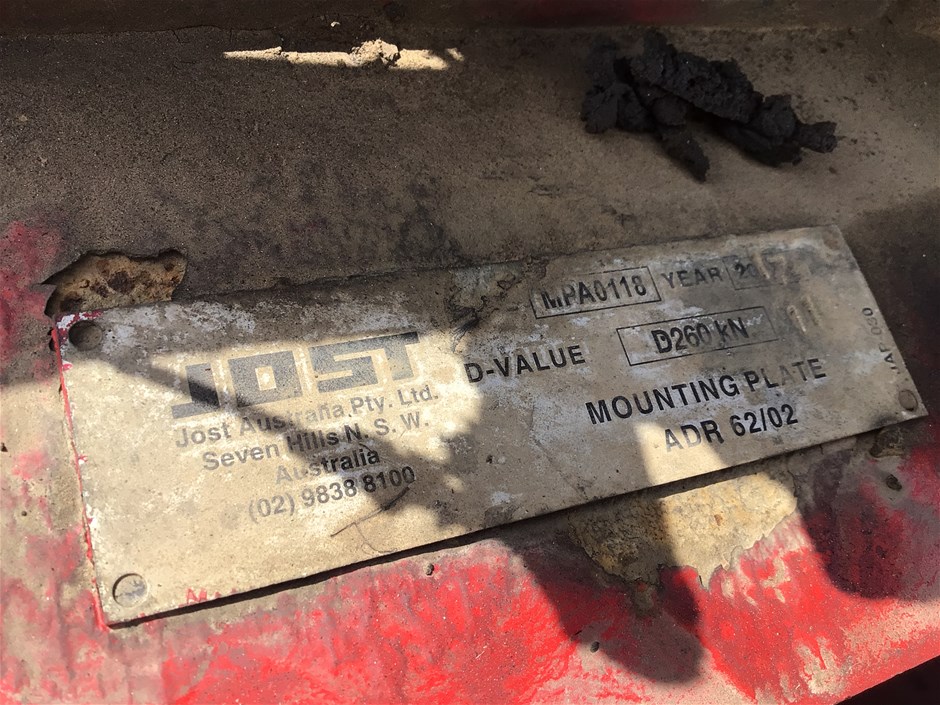 JOST
Jost Australia Pty. Ltd.
Seven Hills N. S. W.
Australia
(02) 9838 8100
MPA0118 YEAR 20
D-VALUE D260 kN
MOUNTING PLATE
ADR 62/02